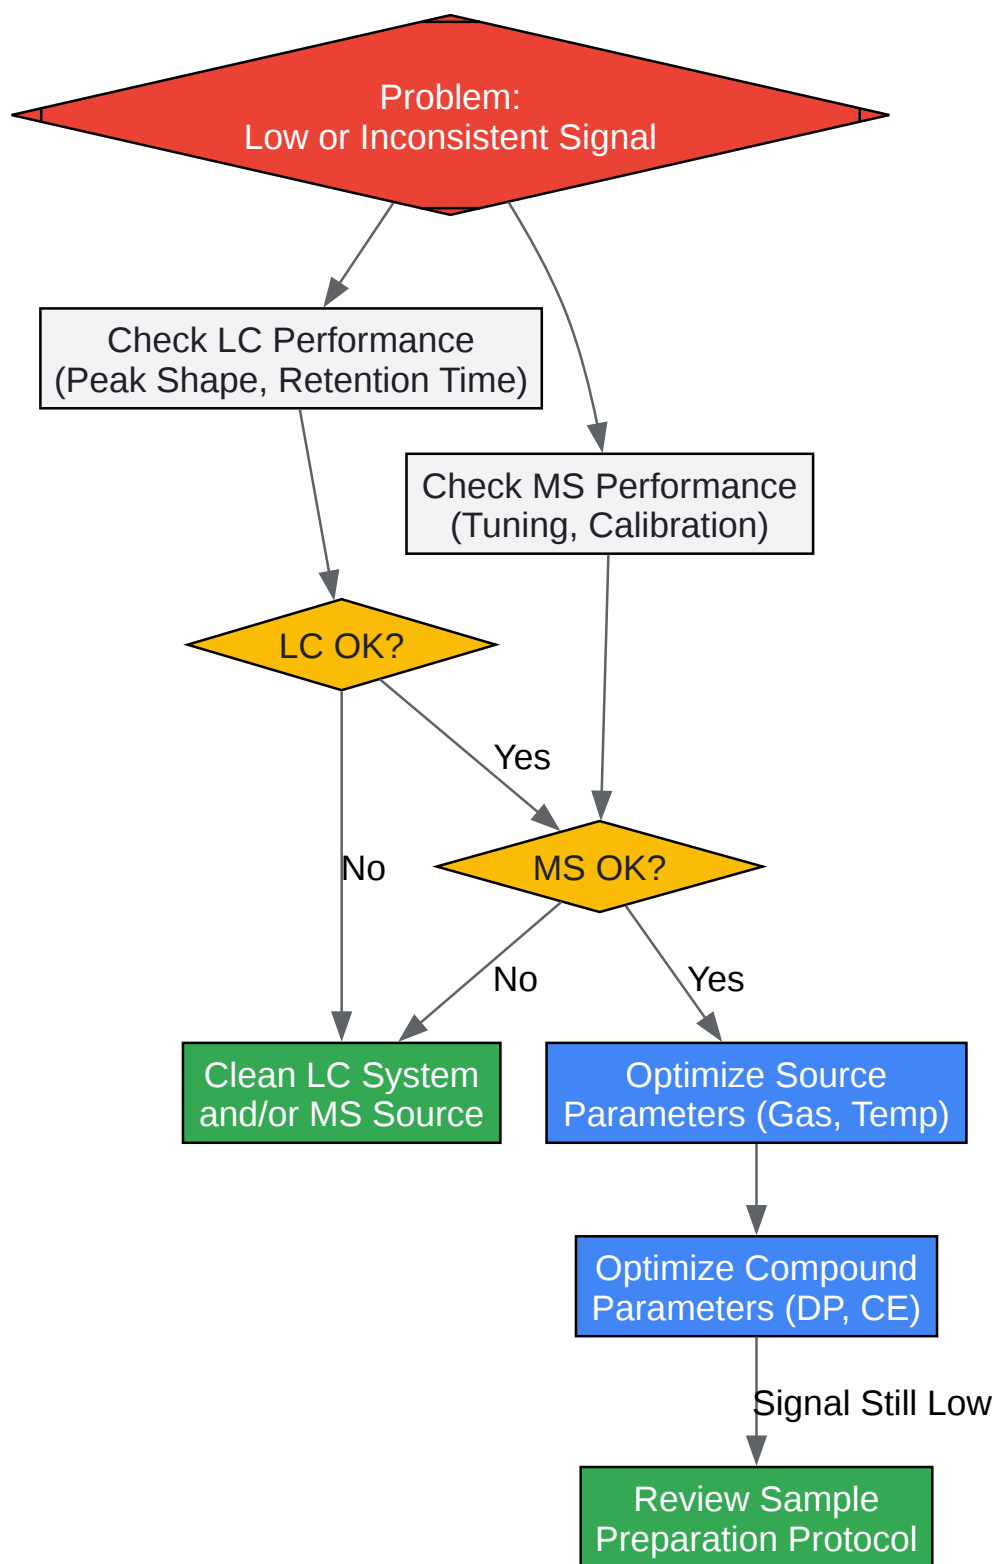 Problem:
Low or Inconsistent Signal
Check LC Performance
(Peak Shape, Retention Time)
Check MS Performance
(Tuning, Calibration)
LC OK?
Yes
No
MS OK?
No
Yes
Clean LC System
and/or MS Source
Optimize Source
Parameters (Gas, Temp)
Optimize Compound
Parameters (DP, CE)
Signal Still Low
Review Sample
Preparation Protocol